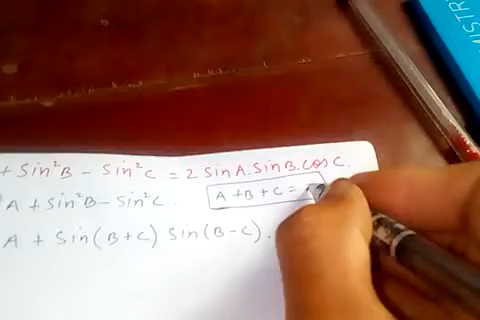 + Sin²B - Sin²C = 2 SinA.SinB.CosC.
A + Sin²B - Sin²C.
A + B + C =
A + Sin(B+C) Sin(B-C).